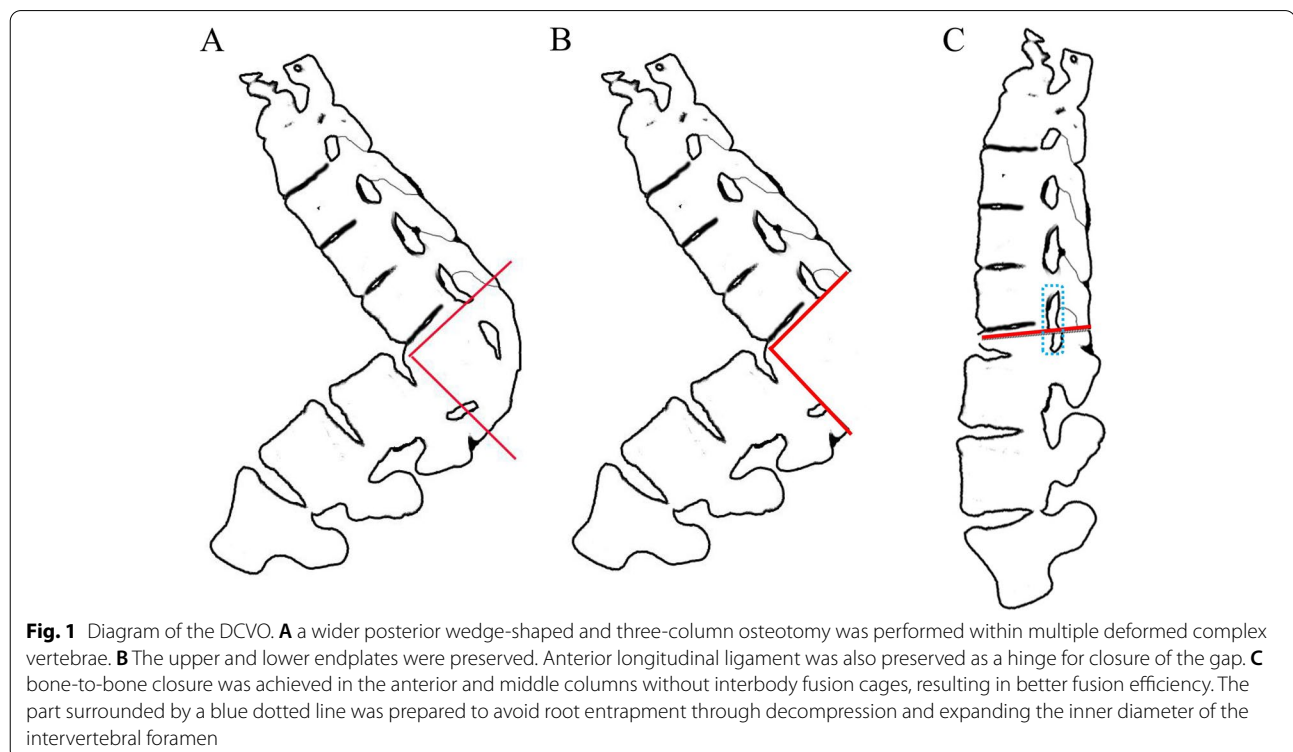 A
B
C
Fig. 1 Diagram of the DCVO. A a wider posterior wedge-shaped and three-column osteotomy was performed within multiple deformed complex
vertebrae. B The upper and lower endplates were preserved. Anterior longitudinal ligament was also preserved as a hinge for closure of the gap. C
bone-to-bone closure was achieved in the anterior and middle columns without interbody fusion cages, resulting in better fusion efficiency. The
part surrounded by a blue dotted line was prepared to avoid root entrapment through decompression and expanding the inner diameter of the
intervertebral foramen